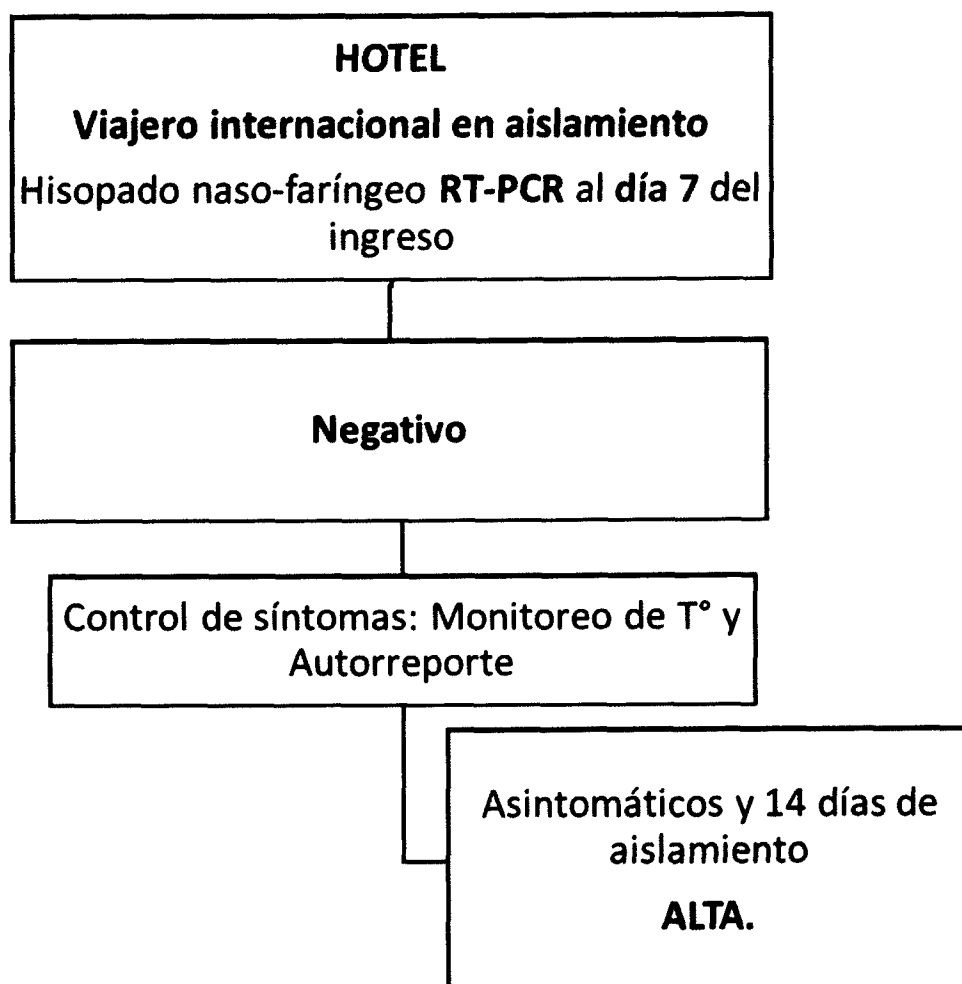 HOTEL
Viajero internacional en aislamiento
Hisopado naso-faríngeo RT-PCR al día 7 del
ingreso
Negativo
Control de síntomas: Monitoreo de T° y
Autorreporte
Asintomáticos y 14 días de
aislamiento
ALTA.